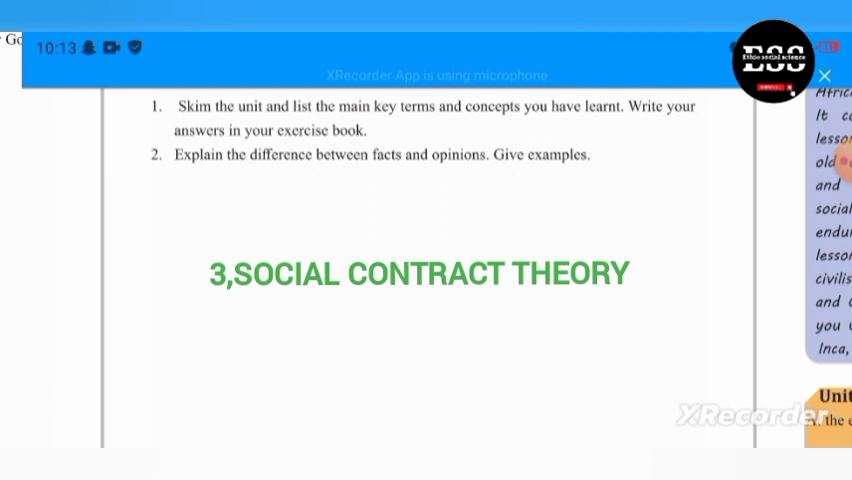 Go
10:13
ESS
Ethio social science
XRecorder App is using microphone
1. Skim the unit and list the main key terms and concepts you have learnt. Write your
answers in your exercise book.
2. Explain the difference between facts and opinions. Give examples.
3,SOCIAL CONTRACT THEORY
Afric
It c
lesson
old
and
social
endu
lesson
civilis
and
you
Inca,
Unit
A. the e
XRecorder